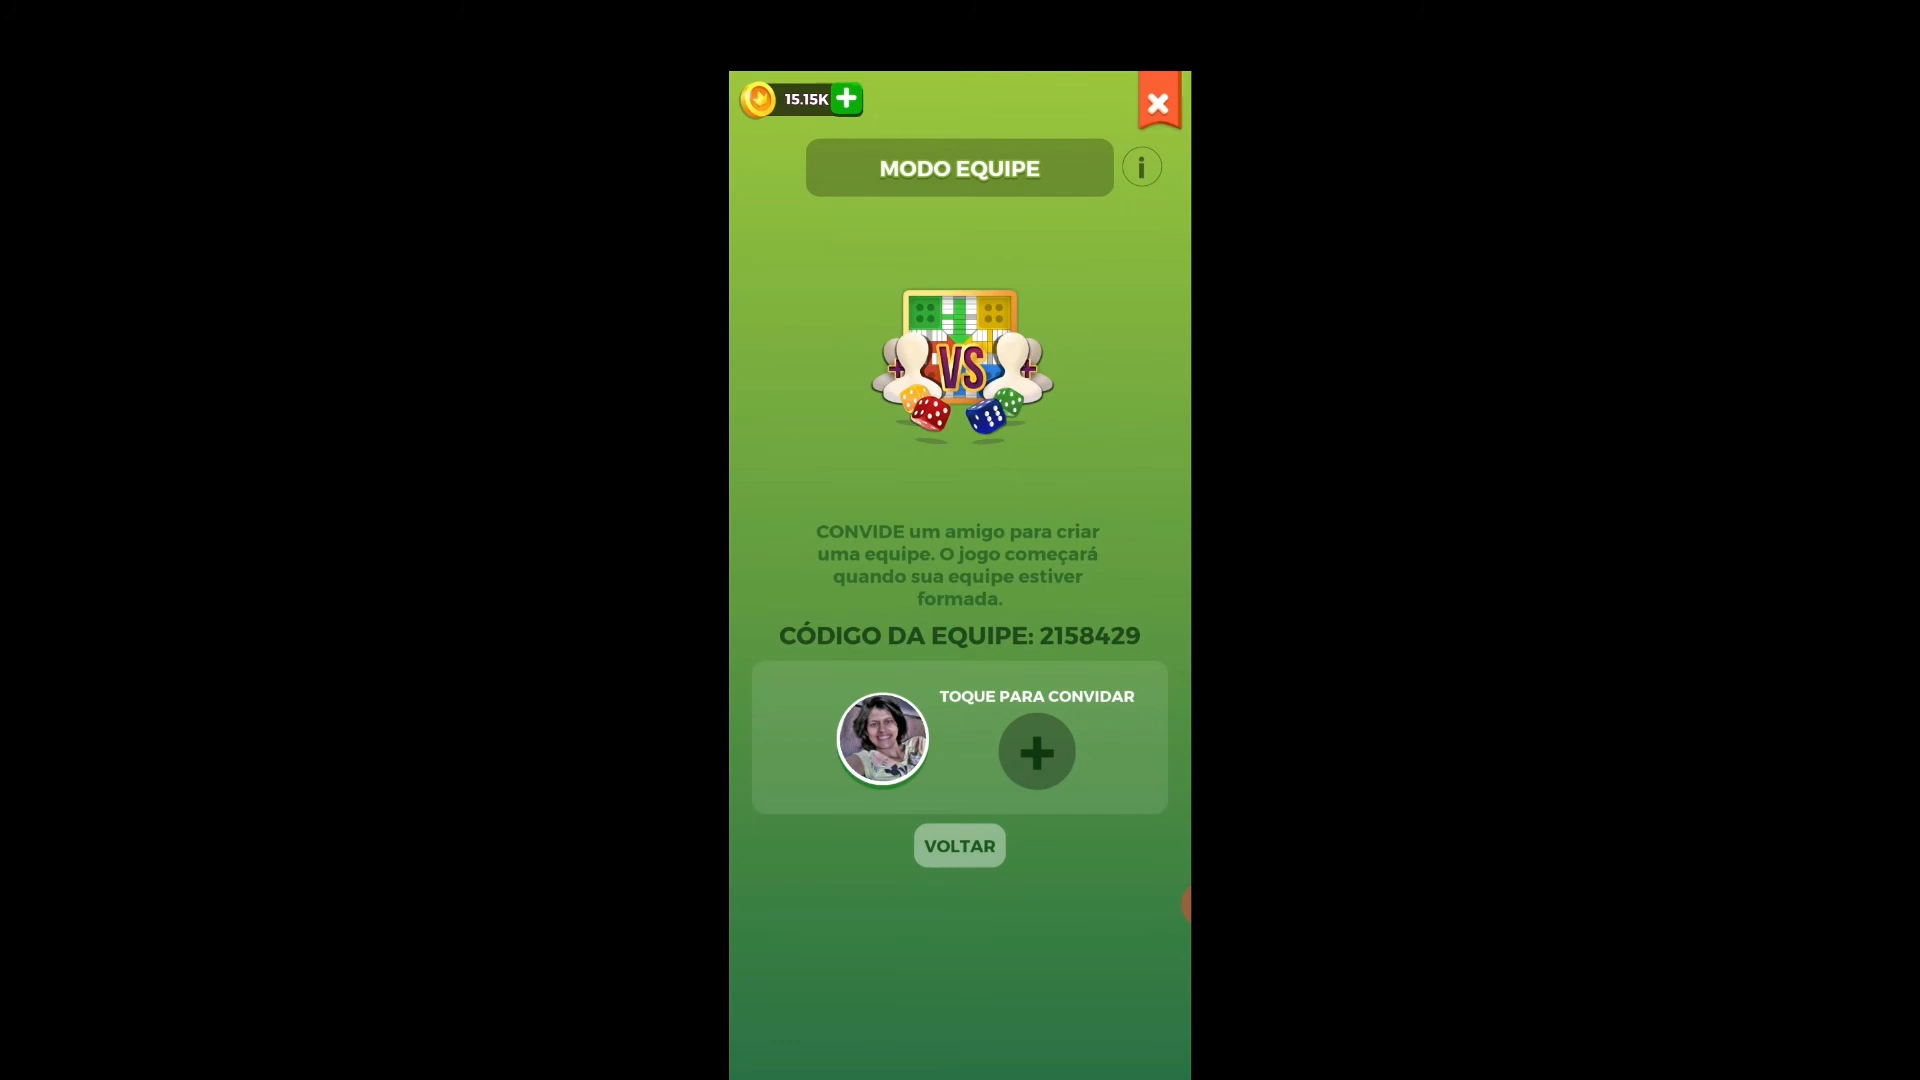 15.15K
MODO EQUIPE
i
VS
CONVIDE um amigo para criar
uma equipe. O jogo começará
quando sua equipe estiver
formada.
CÓDIGO DA EQUIPE: 2158429
TOQUE PARA CONVIDAR
VOLTAR